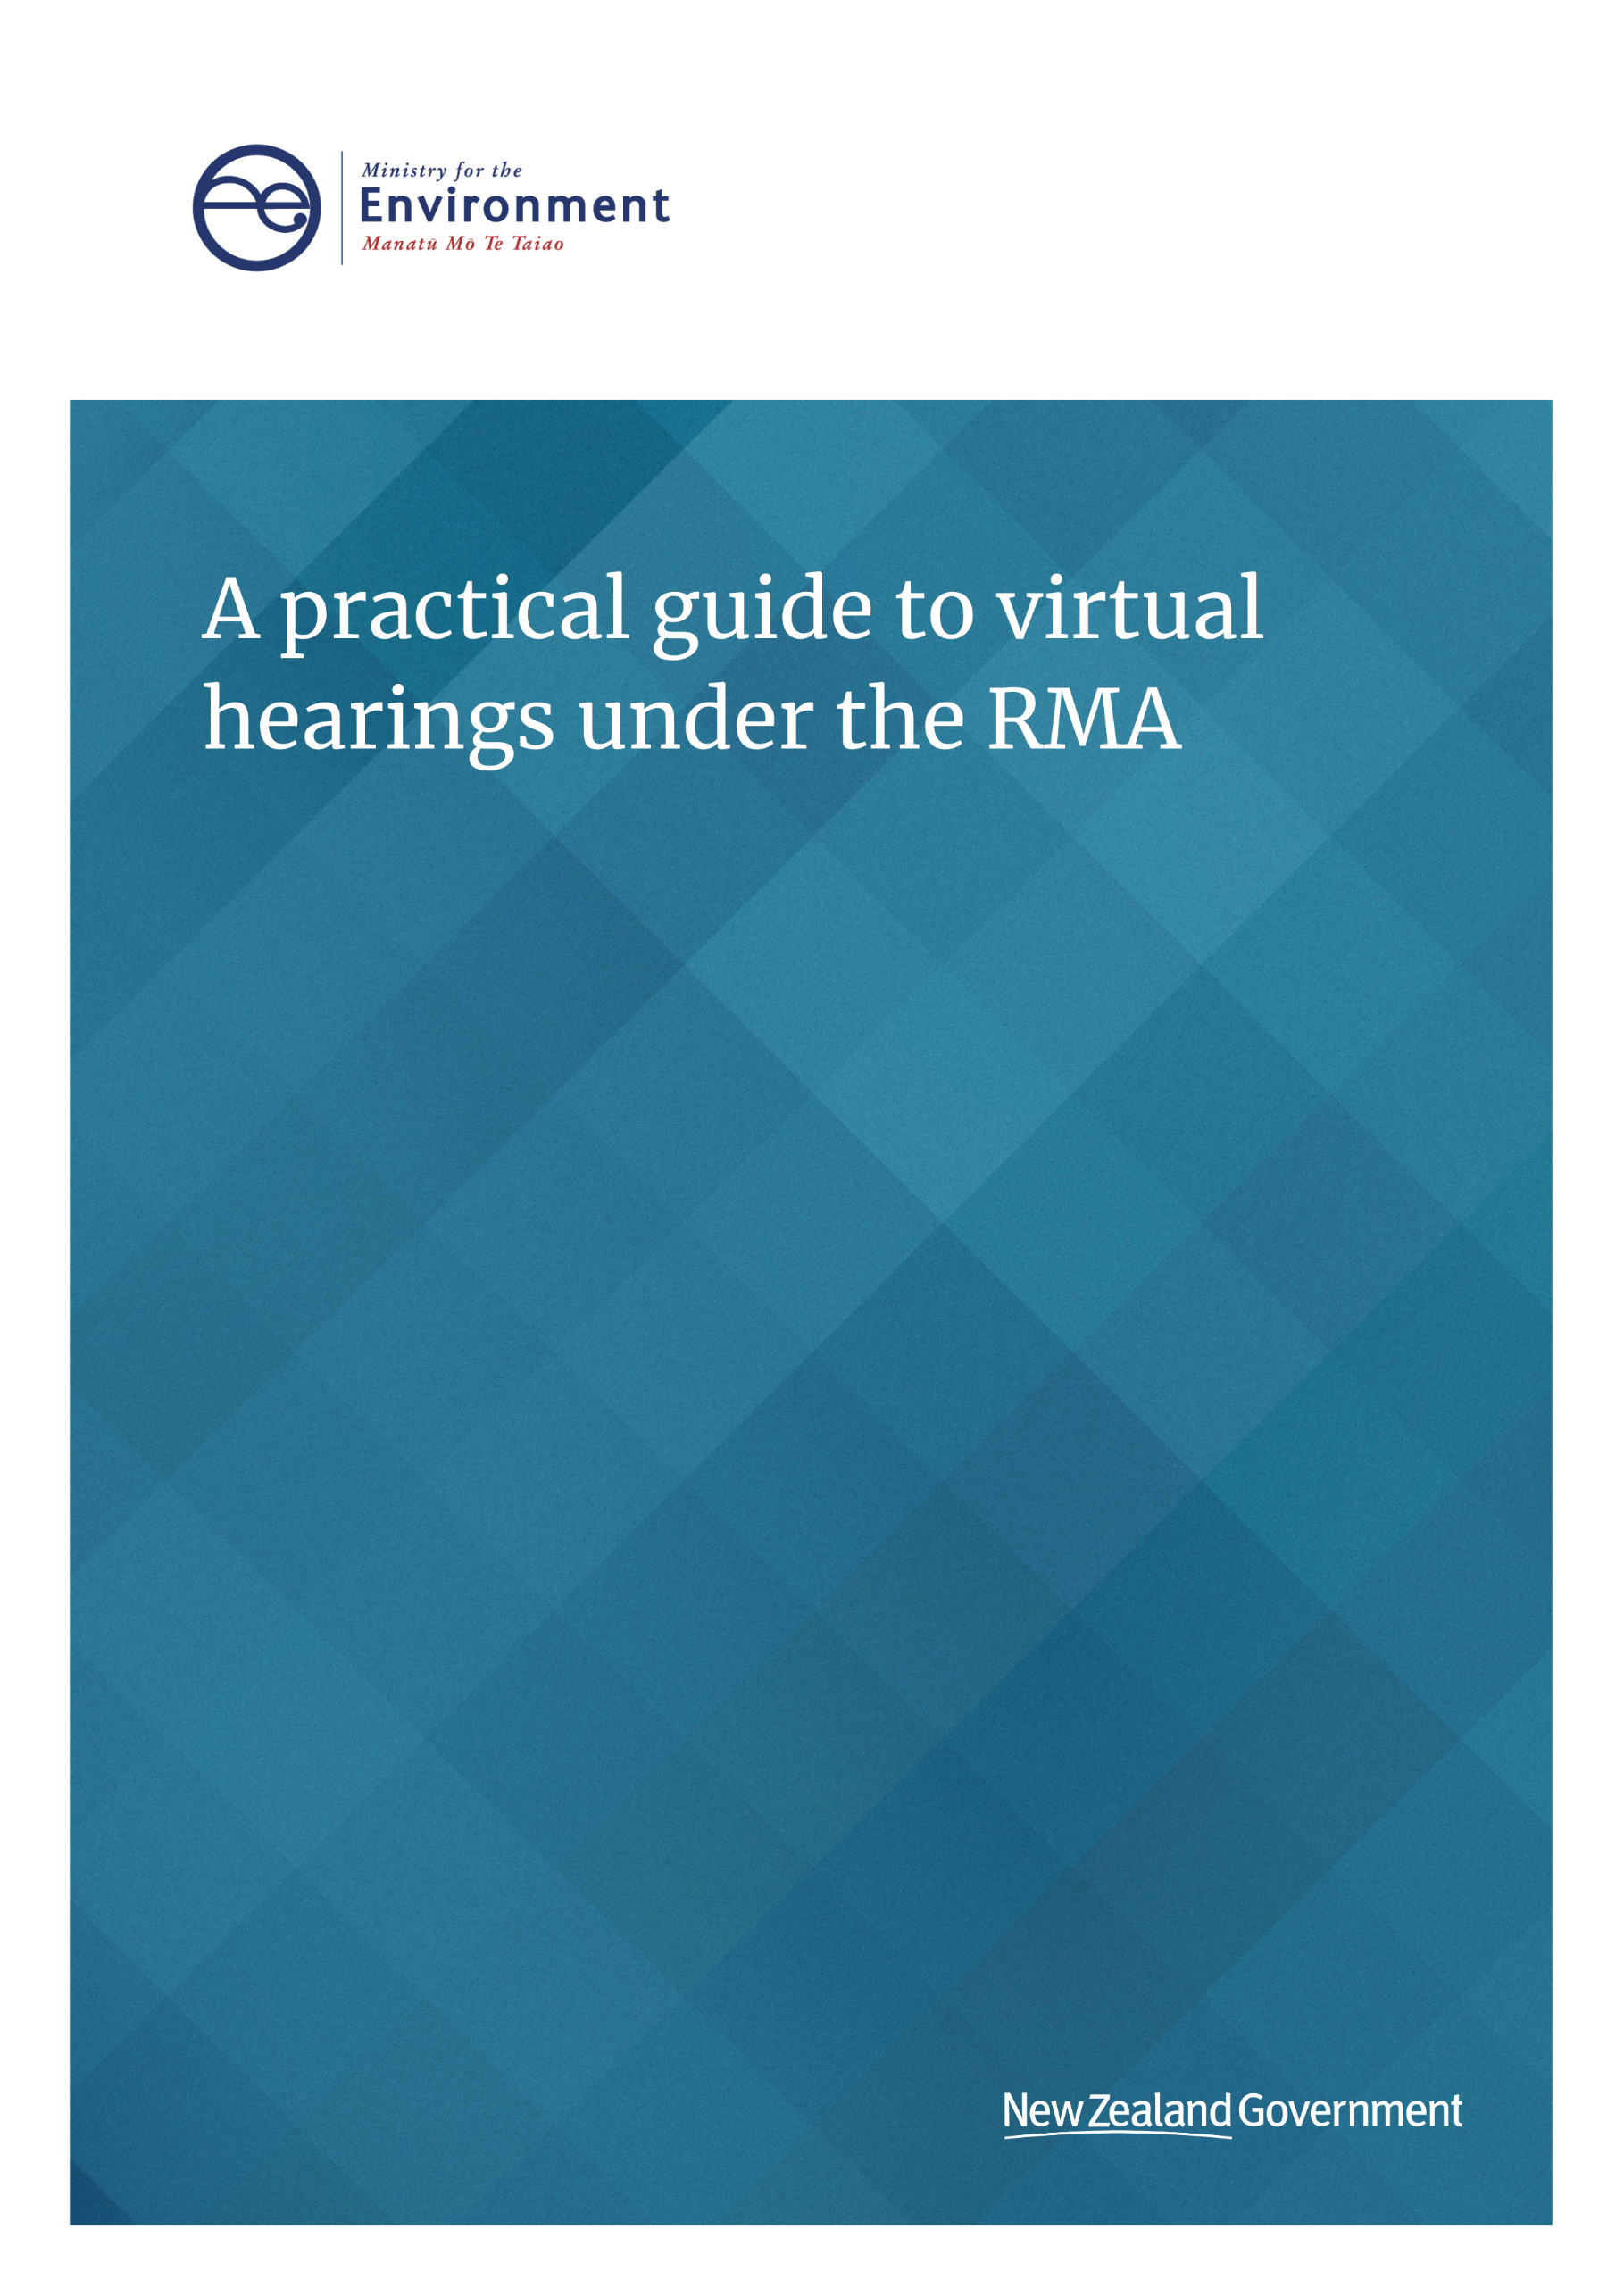 Ministry for the
Environment
Manatū Mō Te Taiao
A practical guide to virtual
hearings under the RMA
New Zealand Government